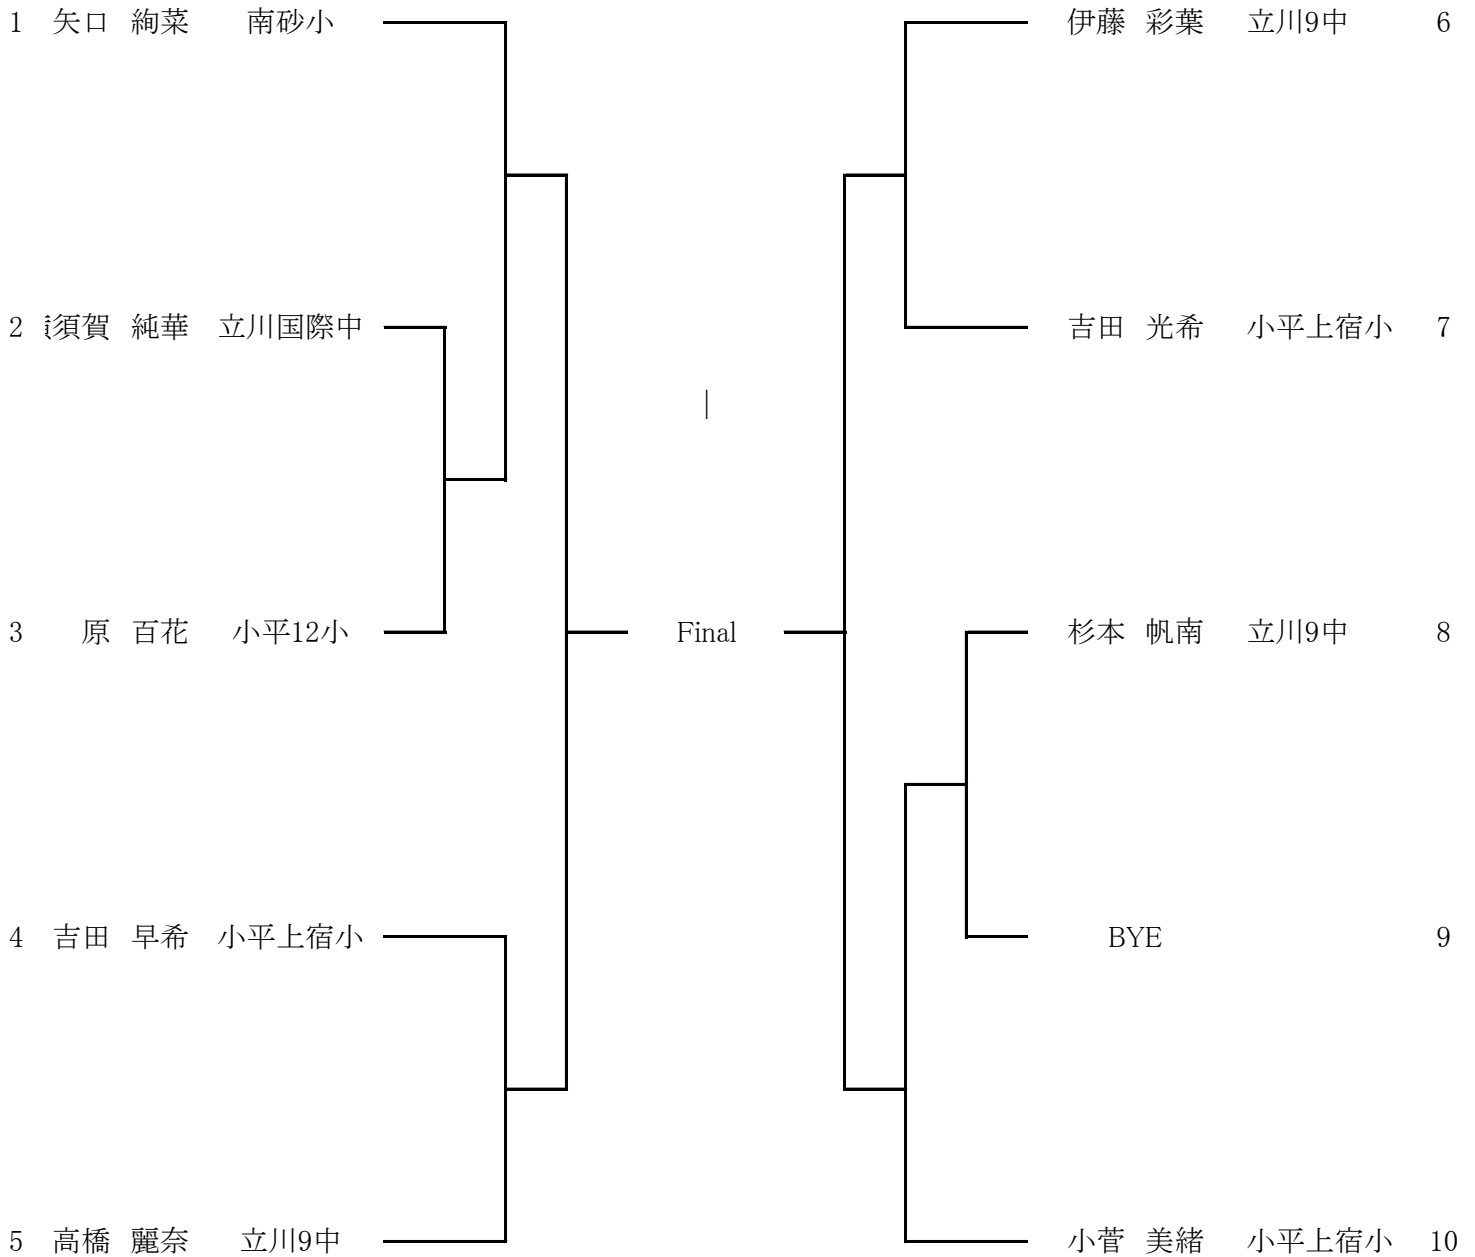 1 矢口 絢菜 南砂小
2 須賀 純華 立川国際中
3 原 百花 小平12小
4 吉田 早希 小平上宿小
5 高橋 麗奈 立川9中
|
Final
伊藤 彩葉 立川9中 6
吉田 光希 小平上宿小 7
杉本 帆南 立川9中 8
BYE 9
小菅 美緒 小平上宿小 10